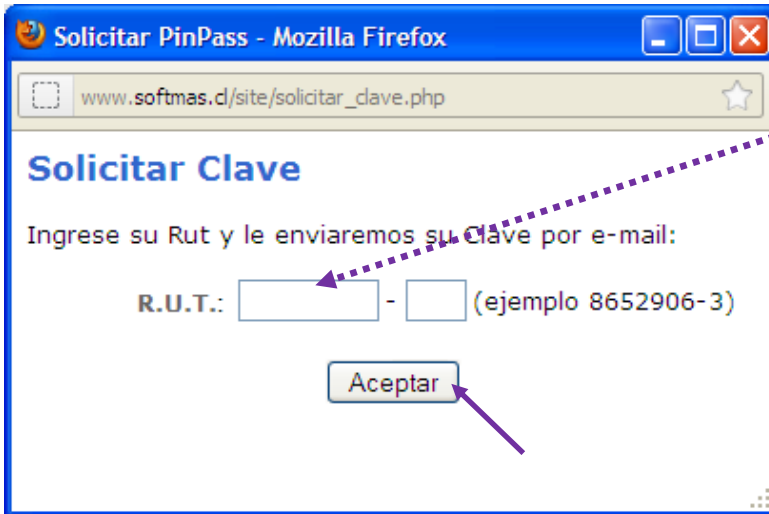 Solicitar PinPass - Mozilla Firefox
www.softmas.cl/site/solicitar_clave.php
Solicitar Clave
Ingrese su Rut y le enviaremos su Clave por e-mail:
R.U.T.: - (ejemplo 8652906-3)
Aceptar